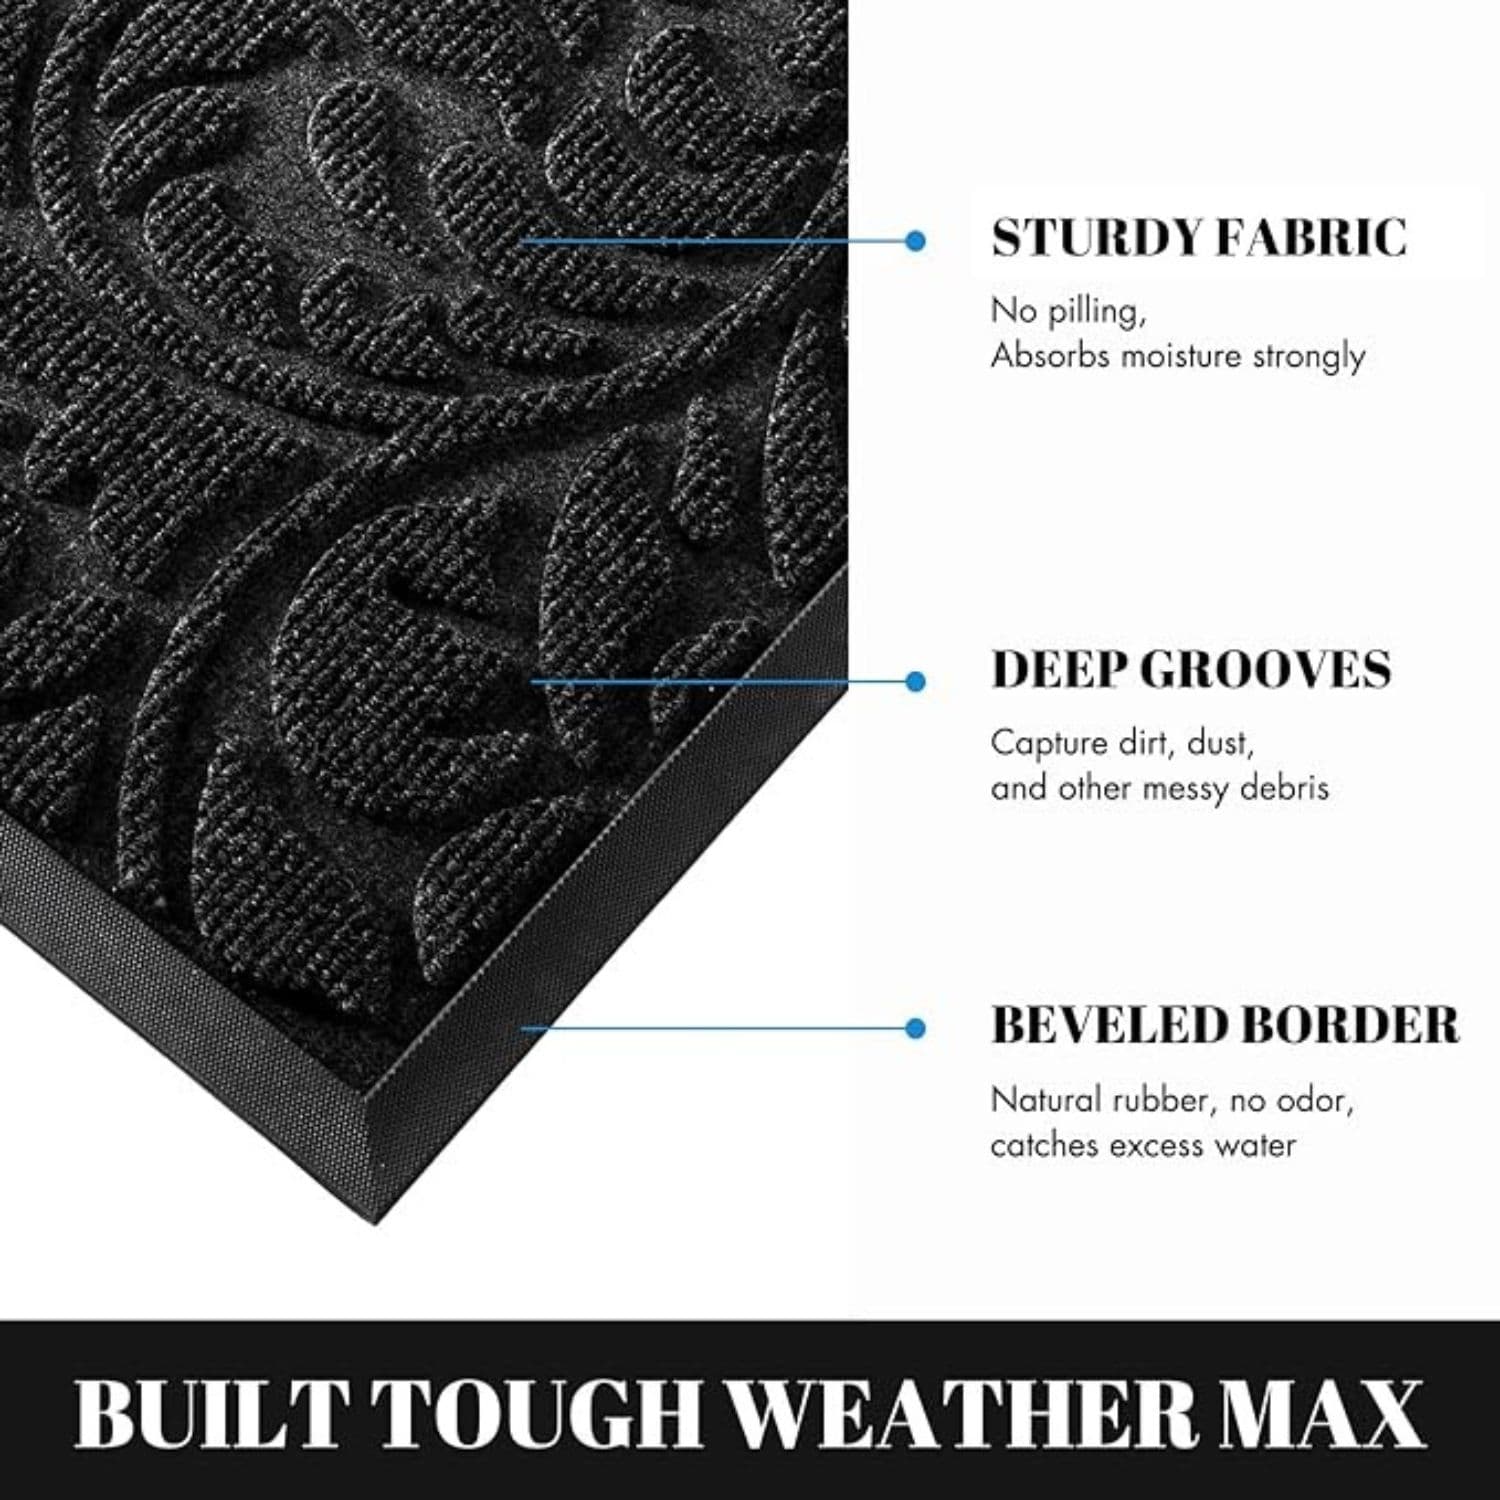 STURDY FABRIC
No pilling,
Absorbs moisture strongly
DEEP GROOVES
Capture dirt, dust,
and other messy debris
BEVELED BORDER
Natural rubber, no odor,
catches excess water
BUILT TOUGH WEATHER MAX